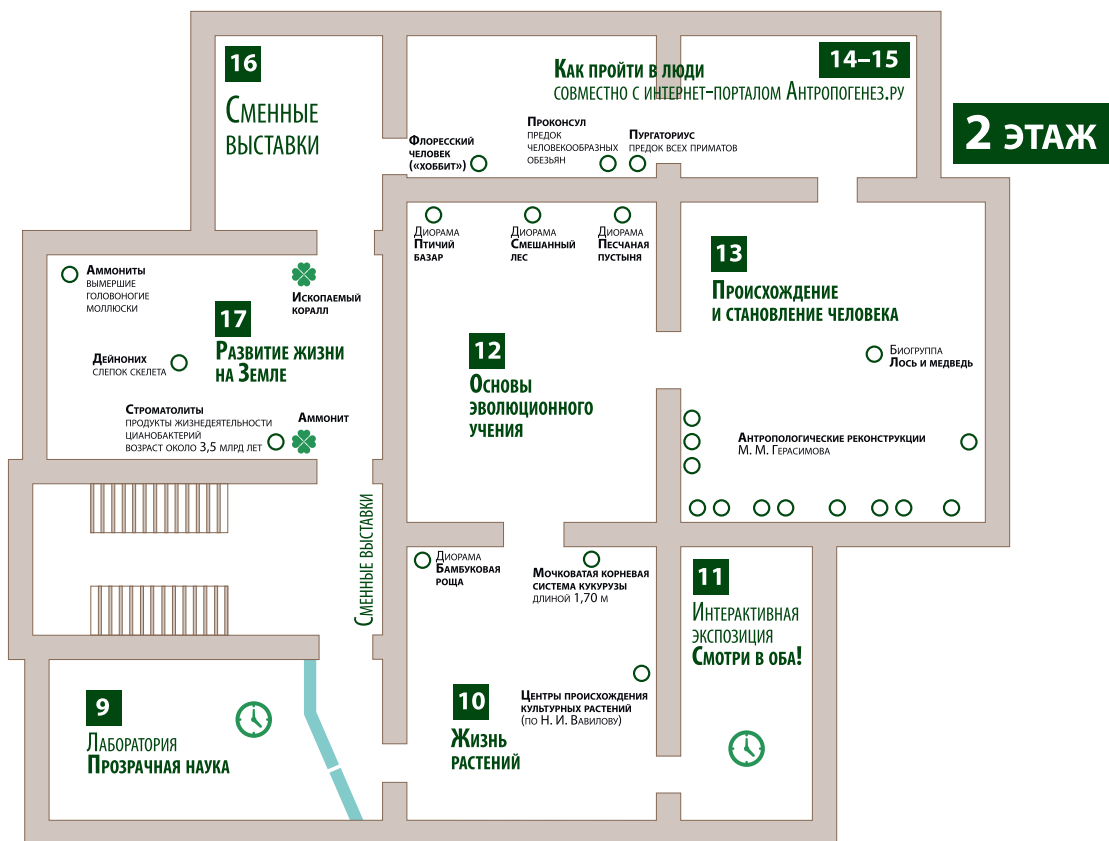 16
Сменные
выставки
Как пройти в люди
совместно с интернет-порталом Антропогенез.ру
14–15
2 этаж
Флоресский
человек
(«хоббит»)
Проконсул
предок
человекообразных
обезьян
Пургаториус
предок всех приматов
Диорама
Птичий
базар
Диорама
Смешанный
лес
Диорама
Песчаная
пустыня
13
Происхождение
и становление человека
Аммониты
вымершие
головоногие
моллюски
Ископаемый
коралл
17
Развитие жизни
на Земле
Дейноних
слепок скелета
12
Основы
эволюционного
учения
Биогруппа
Лось и медведь
Строматолиты
продукты жизнедеятельности
цианобактерий
возраст около 3,5 млрд лет
Аммонит
Антропологические реконструкции
М. М. Герасимова
Сменные выставки
Диорама
Бамбуковая
роща
Мочковатая корневая
система кукурузы
длиной 1,70 м
11
Интерактивная
экспозиция
Смотри в оба!
9
Лаборатория
Прозрачная наука
10
Жизнь
растений
Центры происхождения
культурных растений
(по Н. И. Вавилову)